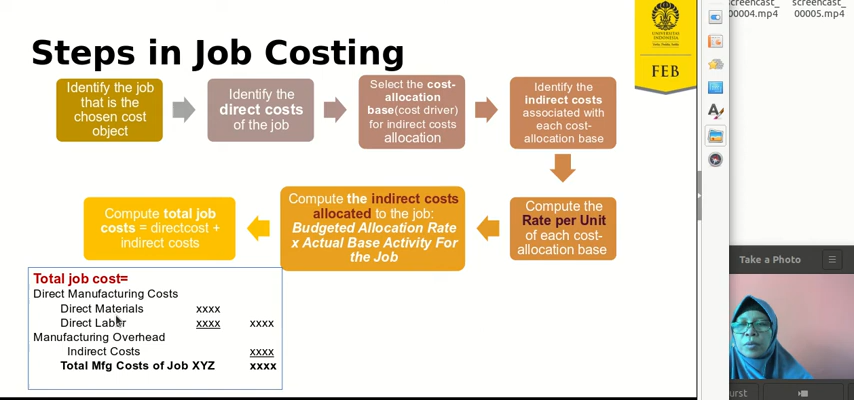 screencast_
00004.mp4
screencast_
00005.mp4
UNIVERSITAS
INDONESIA
FEB
Steps in Job Costing
Identify the job
that is the
chosen cost
object
Identify the
direct costs
of the job
Select the cost-
allocation
base(cost driver)
for indirect costs
allocation
Identify the
indirect costs
associated with
each cost-
allocation base
Compute the
Rate per Unit
of each cost-
allocation base
Compute the indirect costs
allocated to the job:
Budgeted Allocation Rate
x Actual Base Activity For
the Job
Compute total job
costs = directcost +
indirect costs
Total job cost=
Direct Manufacturing Costs
Direct Materials xxxx
Direct Labor xxxx xxxx
Manufacturing Overhead
Indirect Costs xxxx
Total Mfg Costs of Job XYZ xxxx
Take a Photo
urst